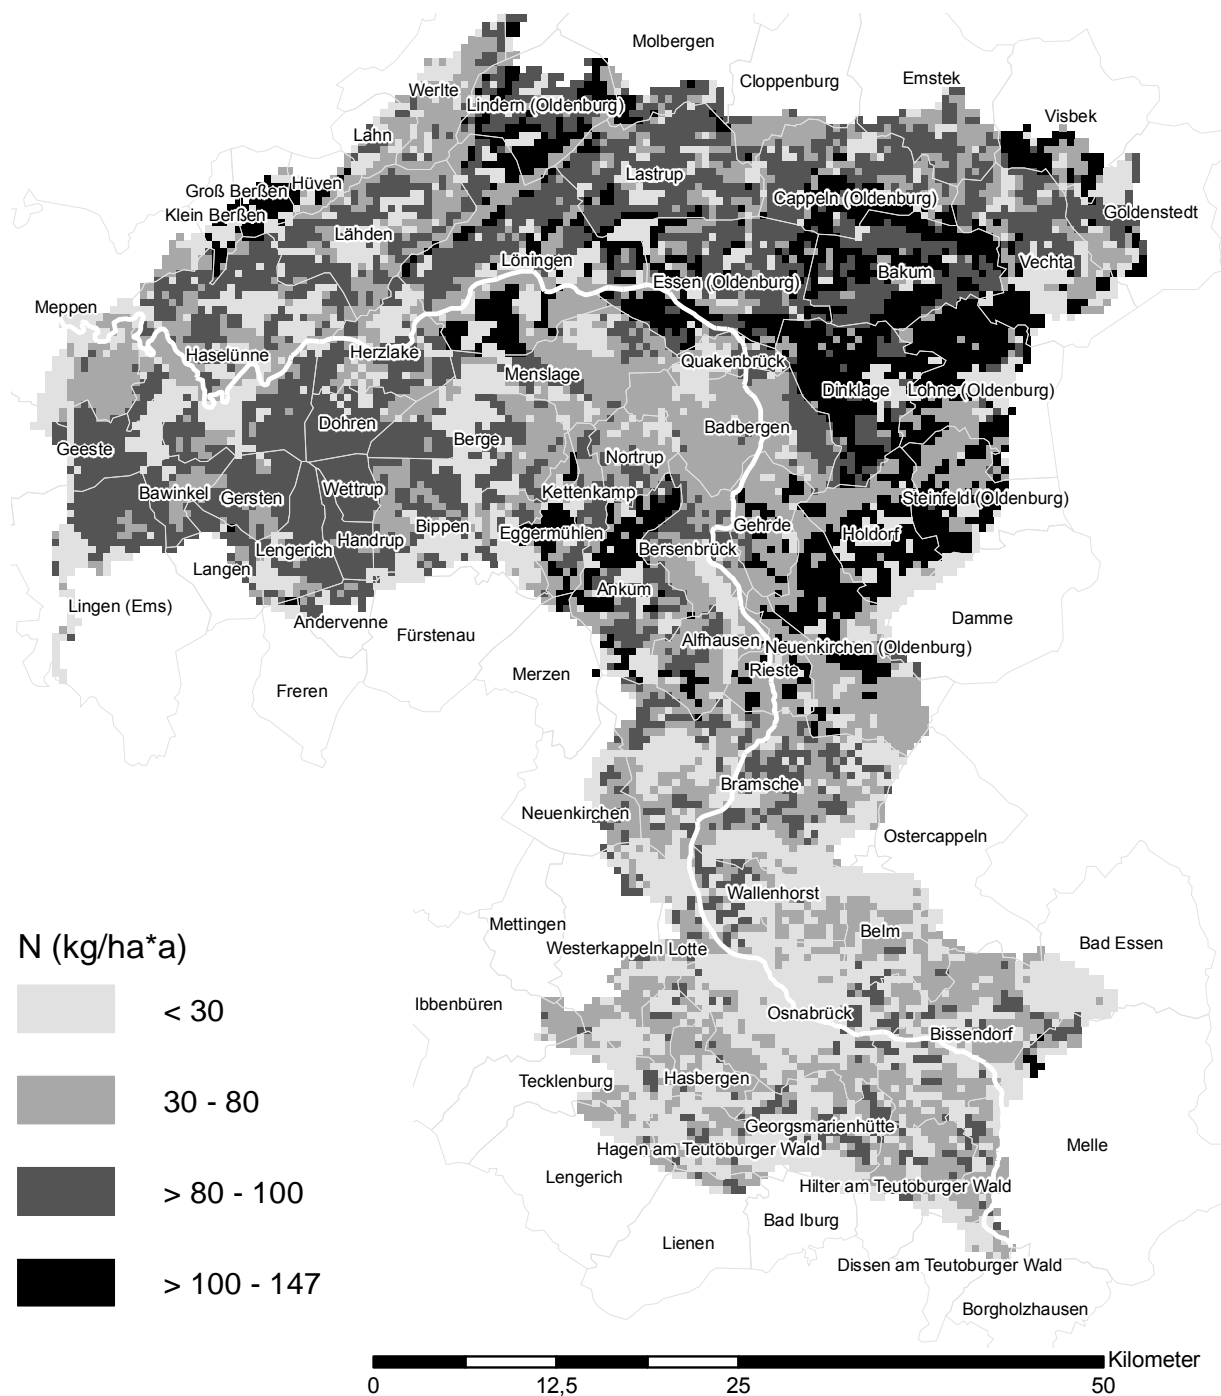 Molbergen
Cloppenburg
Emstek
Werlte
Lindern (Oldenburg)
Visbek
Lahn
Lastrup
Hüven
Groß Berßen
Cappeln (Oldenburg)
Klein Berßen
Goldenstedt
Lähden
Löningen
Vechta
Bakum
Essen (Oldenburg)
Meppen
Haselünne
Herzlake
Quakenbrück
Menslage
Dinklage
Lohne (Oldenburg)
Dohren
Badbergen
Berge
Geeste
Nortrup
Wettrup
Bawinkel
Gersten
Kettenkamp
Steinfeld (Oldenburg)
Bippen
Gehrde
Eggermühlen
Holdorf
Handrup
Lengerich
Bersenbrück
Langen
Ankum
Lingen (Ems)
Andervenne
Damme
Fürstenau
Alfhausen
Neuenkirchen (Oldenburg)
Merzen
Rieste
Freren
Bramsche
Neuenkirchen
Ostercappeln
Wallenhorst
Mettingen
Belm
Bad Essen
Westerkappeln
Lotte
N (kg/ha*a)
Ibbenbüren
< 30
Osnabrück
Bissendorf
Tecklenburg
Hasbergen
30 - 80
Georgsmarienhütte
Melle
Hagen am Teutoburger Wald
Lengerich
Hilter am Teutoburger Wald
> 80 - 100
Bad Iburg
Lienen
Dissen am Teutoburger Wald
> 100 - 147
Borgholzhausen
Kilometer
0
12,5
25
50